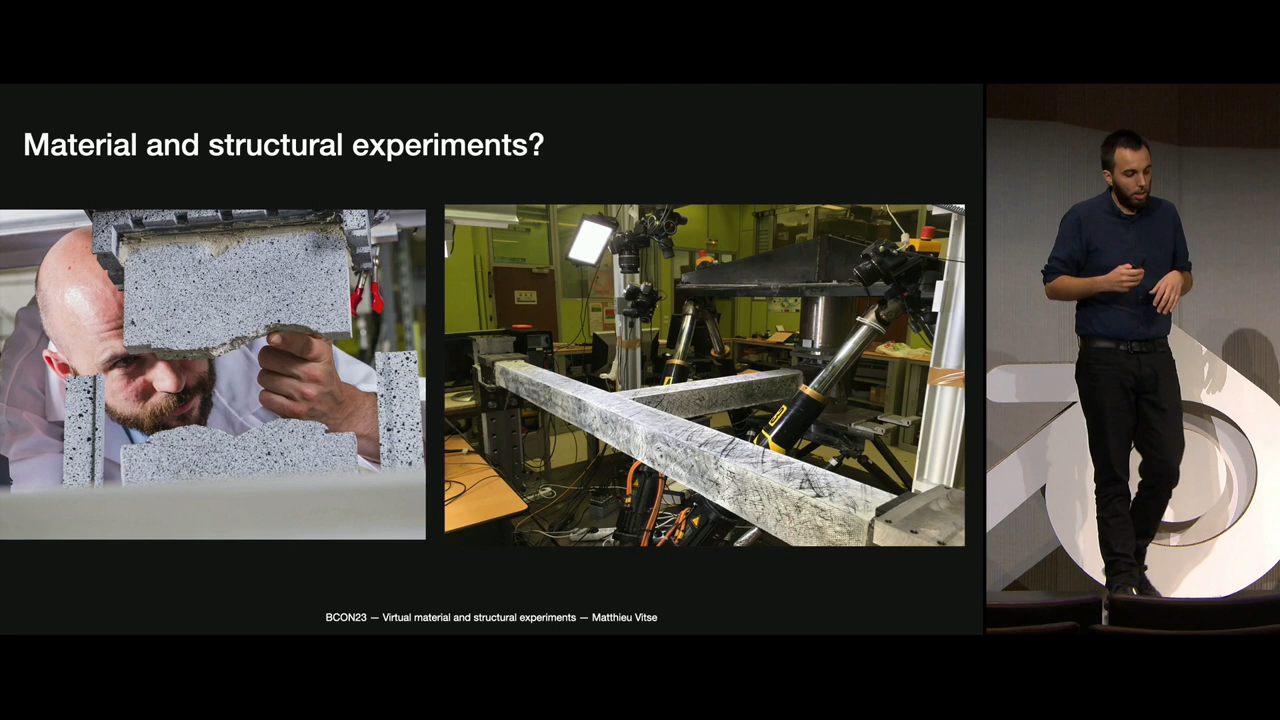 Material and structural experiments?
BCON23 — Virtual material and structural experiments — Matthieu Vitse